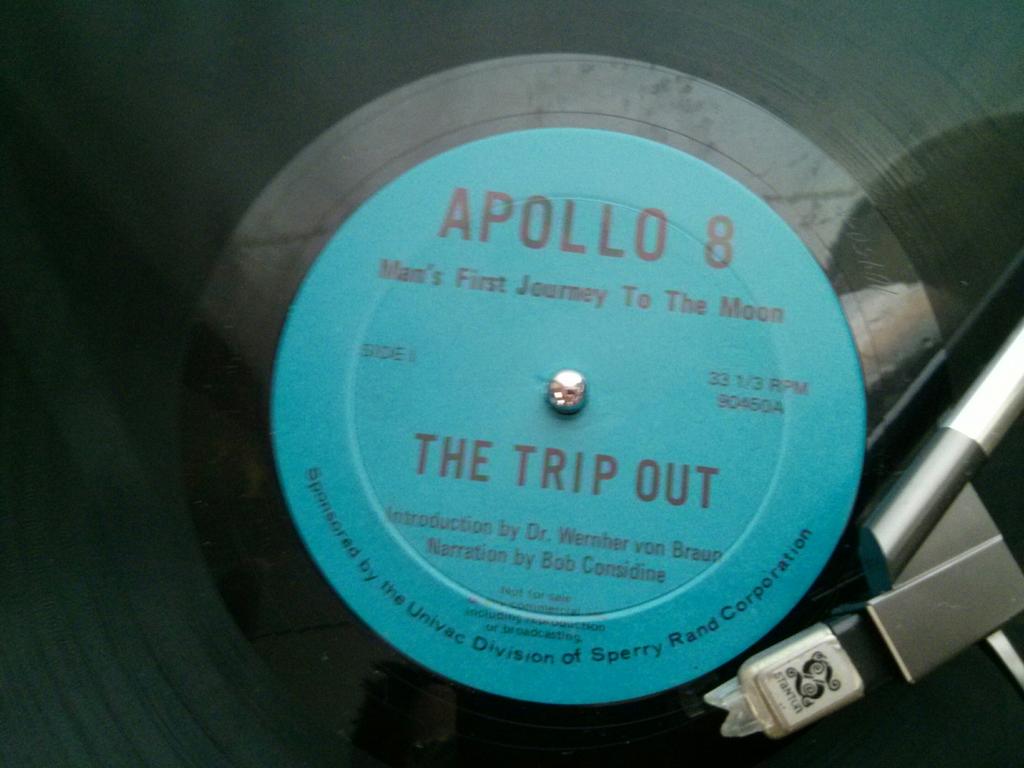 APOLLO 8
Man's First Journey To The Moon
SIDE I
33 1/3 RPM
90450A
THE TRIP OUT
Introduction by Dr. Wernher von Braun
Narration by Bob Considine
Not for sale
commercial
including reproduction
or broadcasting.
Sponsored by the Univac Division of Sperry Rand Corporation
STANTON